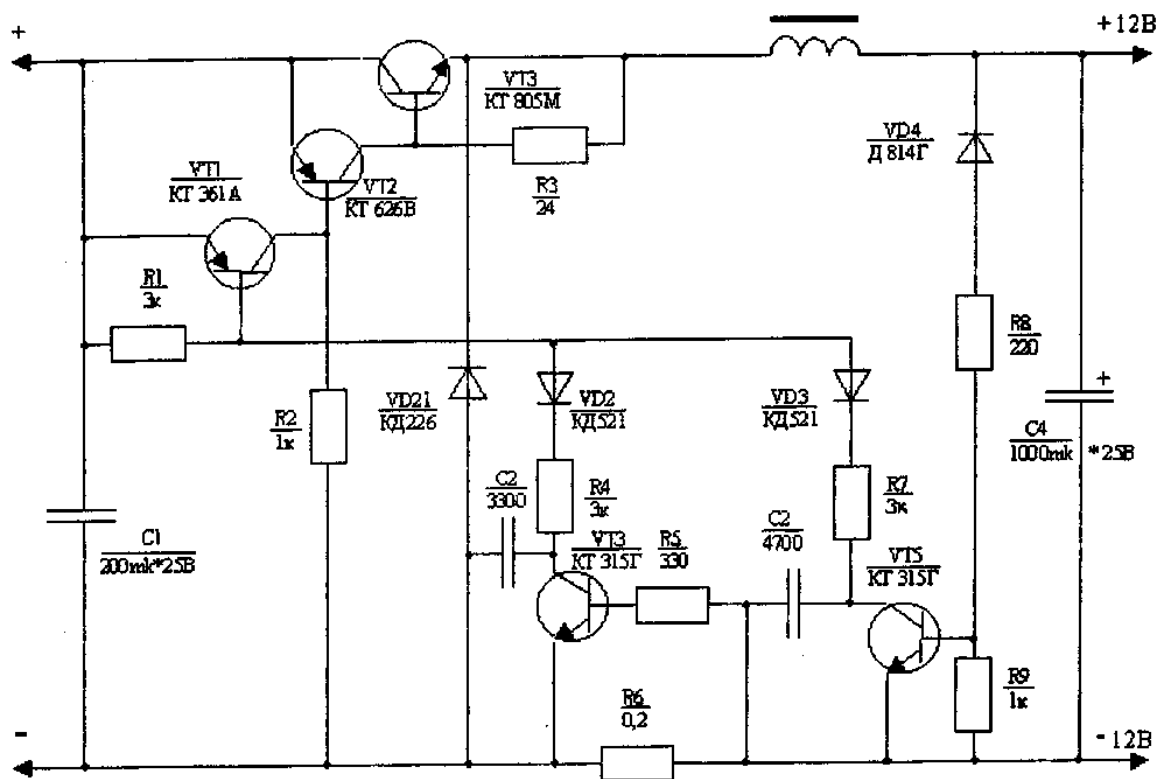 +
+12В
VT3
КТ 805М
VD4
Д 814Г
VT1
КТ 361А
VT2
КТ 626В
R3
24
R1
3к
R8
220
R2
1к
VD21
КД226
VD2
КД521
VD3
КД521
+
C4
1000mk *25В
C2
3300
R4
3к
R7
3к
C1
200mk*25В
VT3
КТ 315Г
R5
330
C2
4700
VT5
КТ 315Г
R6
0,2
R9
1к
-
-12В